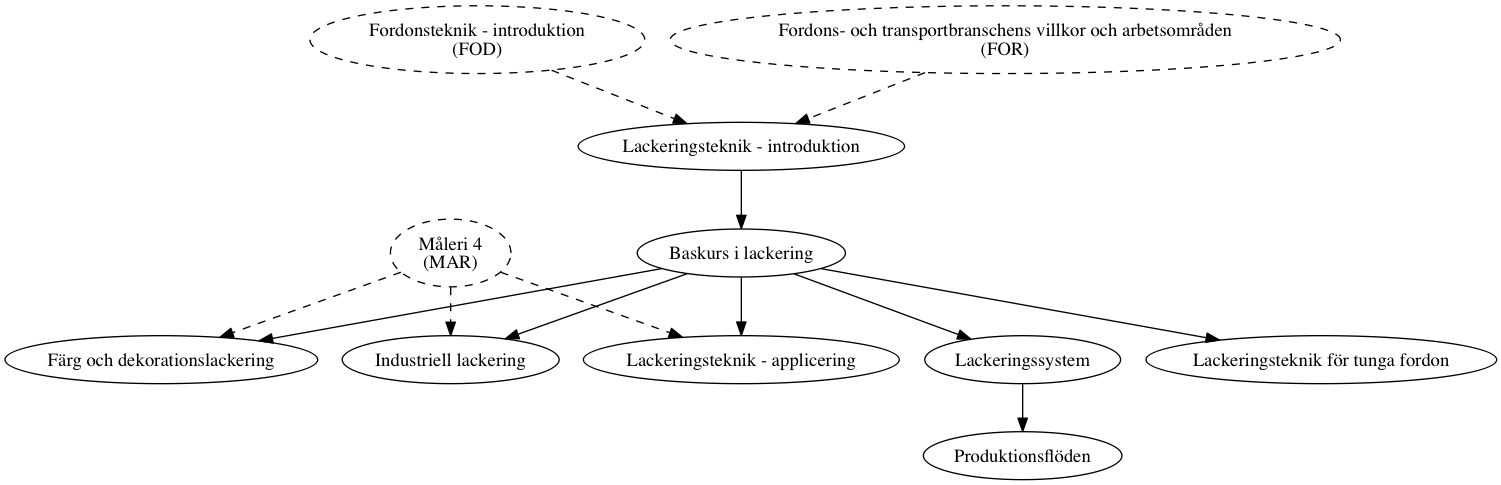 Fordonsteknik - introduktion
(FOD)
Fordons- och transportbranschens villkor och arbetsområden
(FOR)
Lackeringsteknik - introduktion
Måleri 4
(MAR)
Baskurs i lackering
Färg och dekorationslackering
Industriell lackering
Lackeringsteknik - applicering
Lackeringssystem
Lackeringsteknik för tunga fordon
Produktionsflöden